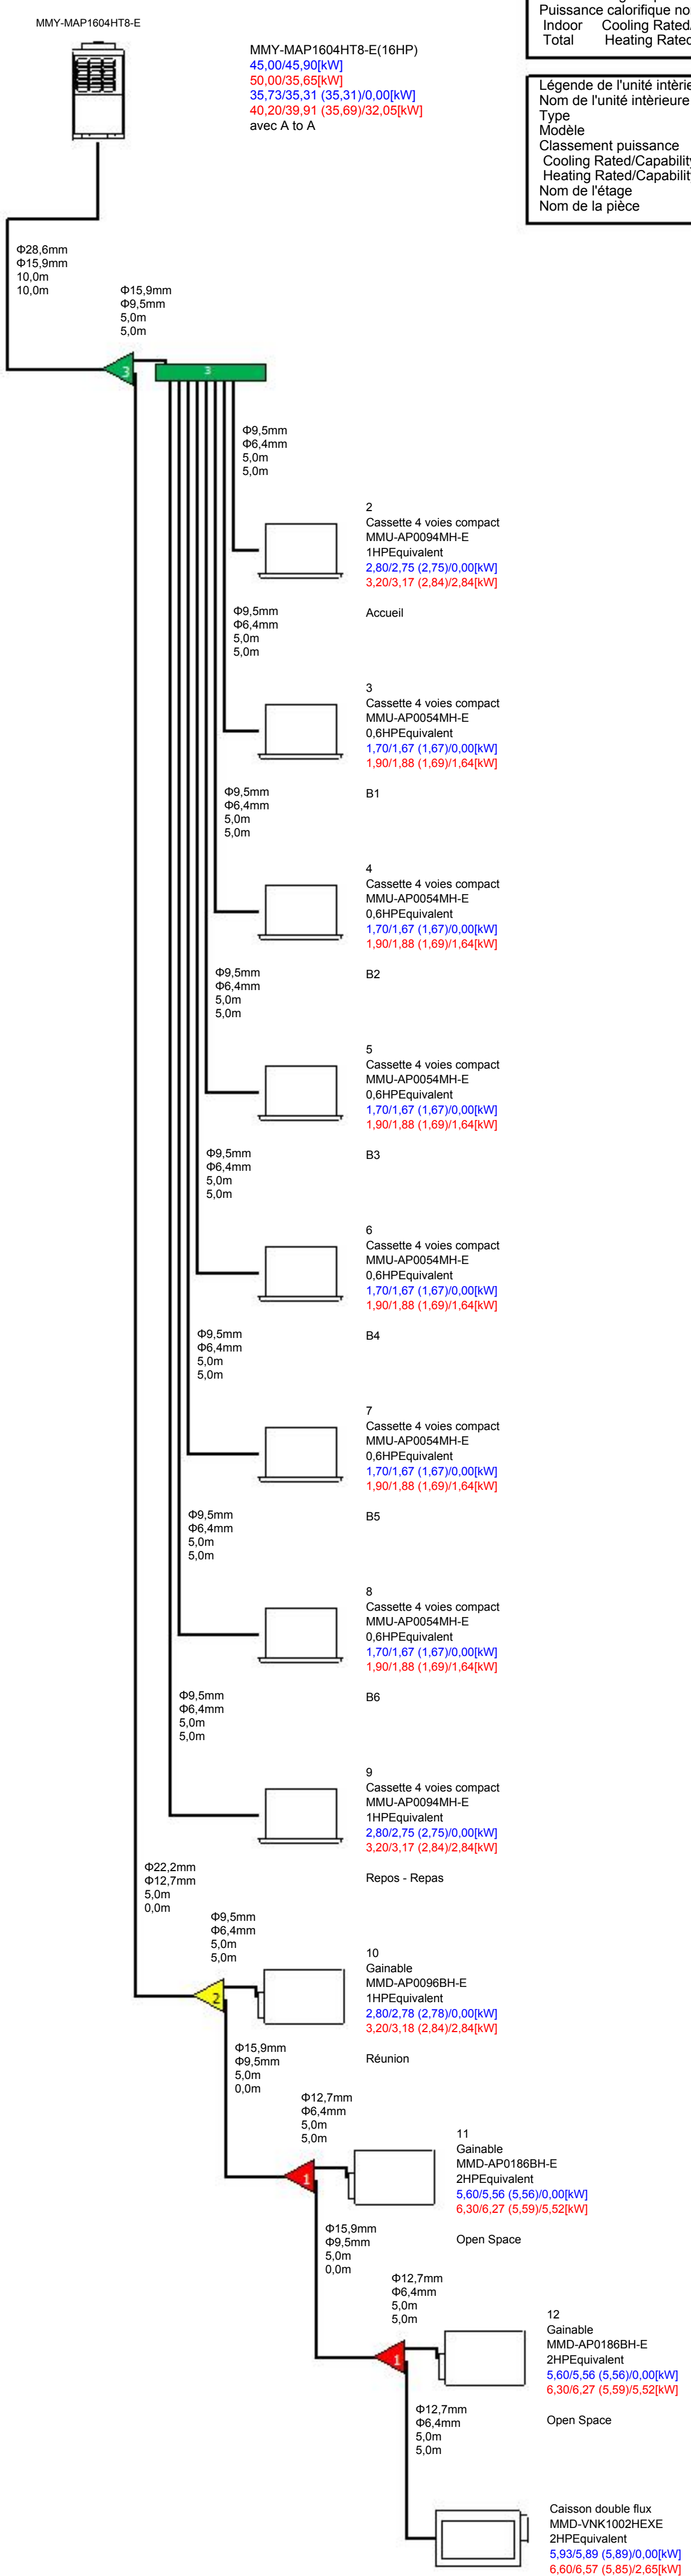 Puissance calorifique no
Indoor Cooling Rated/
Total Heating Rated
MMY-MAP1604HT8-E
MMY-MAP1604HT8-E(16HP)
45,00/45,90[kW]
50,00/35,65[kW]
35,73/35,31 (35,31)/0,00[kW]
40,20/39,91 (35,69)/32,05[kW]
avec A to A
Légende de l'unité intèrie
Nom de l'unité intèrieure
Type
Modèle
Classement puissance
Cooling Rated/Capability
Heating Rated/Capability
Nom de l'étage
Nom de la pièce
Φ28,6mm
Φ15,9mm
10,0m
10,0m
Φ15,9mm
Φ9,5mm
5,0m
5,0m
3
3
Φ9,5mm
Φ6,4mm
5,0m
5,0m
2
Cassette 4 voies compact
MMU-AP0094MH-E
1HPEquivalent
2,80/2,75 (2,75)/0,00[kW]
3,20/3,17 (2,84)/2,84[kW]
Accueil
Φ9,5mm
Φ6,4mm
5,0m
5,0m
3
Cassette 4 voies compact
MMU-AP0054MH-E
0,6HPEquivalent
1,70/1,67 (1,67)/0,00[kW]
1,90/1,88 (1,69)/1,64[kW]
B1
Φ9,5mm
Φ6,4mm
5,0m
5,0m
4
Cassette 4 voies compact
MMU-AP0054MH-E
0,6HPEquivalent
1,70/1,67 (1,67)/0,00[kW]
1,90/1,88 (1,69)/1,64[kW]
B2
Φ9,5mm
Φ6,4mm
5,0m
5,0m
5
Cassette 4 voies compact
MMU-AP0054MH-E
0,6HPEquivalent
1,70/1,67 (1,67)/0,00[kW]
1,90/1,88 (1,69)/1,64[kW]
B3
Φ9,5mm
Φ6,4mm
5,0m
5,0m
6
Cassette 4 voies compact
MMU-AP0054MH-E
0,6HPEquivalent
1,70/1,67 (1,67)/0,00[kW]
1,90/1,88 (1,69)/1,64[kW]
B4
Φ9,5mm
Φ6,4mm
5,0m
5,0m
7
Cassette 4 voies compact
MMU-AP0054MH-E
0,6HPEquivalent
1,70/1,67 (1,67)/0,00[kW]
1,90/1,88 (1,69)/1,64[kW]
B5
Φ9,5mm
Φ6,4mm
5,0m
5,0m
8
Cassette 4 voies compact
MMU-AP0054MH-E
0,6HPEquivalent
1,70/1,67 (1,67)/0,00[kW]
1,90/1,88 (1,69)/1,64[kW]
B6
Φ9,5mm
Φ6,4mm
5,0m
5,0m
9
Cassette 4 voies compact
MMU-AP0094MH-E
1HPEquivalent
2,80/2,75 (2,75)/0,00[kW]
3,20/3,17 (2,84)/2,84[kW]
Repos - Repas
Φ22,2mm
Φ12,7mm
5,0m
0,0m
Φ9,5mm
Φ6,4mm
5,0m
5,0m
2
10
Gainable
MMD-AP0096BH-E
1HPEquivalent
2,80/2,78 (2,78)/0,00[kW]
3,20/3,18 (2,84)/2,84[kW]
Réunion
Φ15,9mm
Φ9,5mm
5,0m
0,0m
Φ12,7mm
Φ6,4mm
5,0m
5,0m
1
11
Gainable
MMD-AP0186BH-E
2HPEquivalent
5,60/5,56 (5,56)/0,00[kW]
6,30/6,27 (5,59)/5,52[kW]
Open Space
Φ15,9mm
Φ9,5mm
5,0m
0,0m
Φ12,7mm
Φ6,4mm
5,0m
5,0m
1
12
Gainable
MMD-AP0186BH-E
2HPEquivalent
5,60/5,56 (5,56)/0,00[kW]
6,30/6,27 (5,59)/5,52[kW]
Open Space
Φ12,7mm
Φ6,4mm
5,0m
5,0m
Caisson double flux
MMD-VNK1002HEXE
2HPEquivalent
5,93/5,89 (5,89)/0,00[kW]
6,60/6,57 (5,85)/2,65[kW]